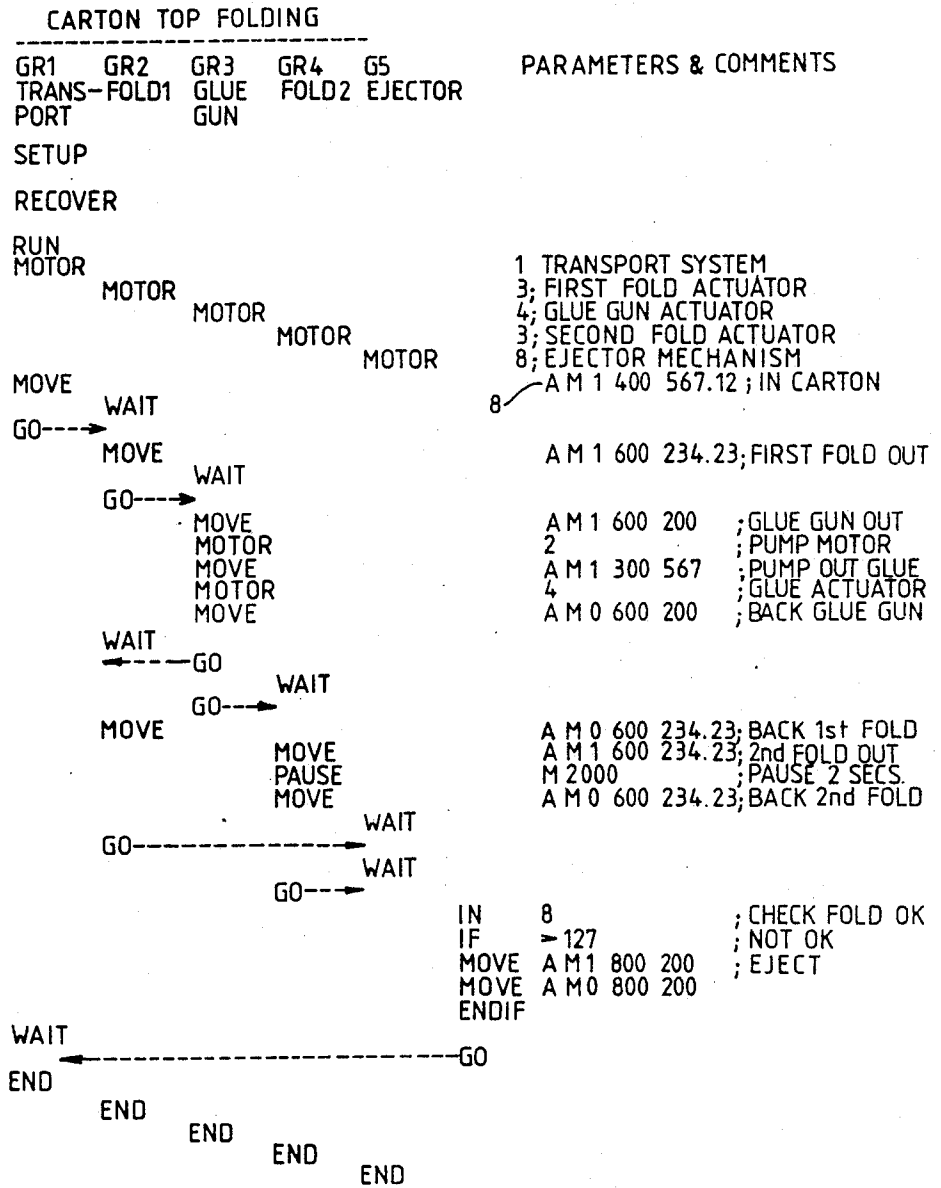 CARTON TOP FOLDING
GR1 GR2 GR3 GR4 G5 PARAMETERS & COMMENTS
TRANS- FOLD1 GLUE FOLD2 EJECTOR
PORT GUN
SETUP
RECOVER
RUN
MOTOR 1 TRANSPORT SYSTEM
MOTOR 3; FIRST FOLD ACTUATOR
MOTOR 4; GLUE GUN ACTUATOR
MOTOR 3; SECOND FOLD ACTUATOR
MOTOR 8; EJECTOR MECHANISM
MOVE A M 1 400 567.12 ; IN CARTON
WAIT 8
GO---->
MOVE A M 1 600 234.23; FIRST FOLD OUT
WAIT
GO---->
MOVE A M 1 600 200 ; GLUE GUN OUT
MOTOR 2 ; PUMP MOTOR
MOVE A M 1 300 567 ; PUMP OUT GLUE
MOTOR 4 ; GLUE ACTUATOR
MOVE A M 0 600 200 ; BACK GLUE GUN
WAIT
<-----GO
WAIT
GO---->
MOVE A M 0 600 234.23; BACK 1st FOLD
MOVE A M 1 600 234.23; 2nd FOLD OUT
PAUSE M 2000 ; PAUSE 2 SECS.
MOVE A M 0 600 234.23; BACK 2nd FOLD
WAIT
GO-------------->
WAIT
GO---->
IN 8 ; CHECK FOLD OK
IF > 127 ; NOT OK
MOVE A M 1 800 200 ; EJECT
MOVE A M 0 800 200
ENDIF
WAIT
<------------------------GO
END
END
END
END
END